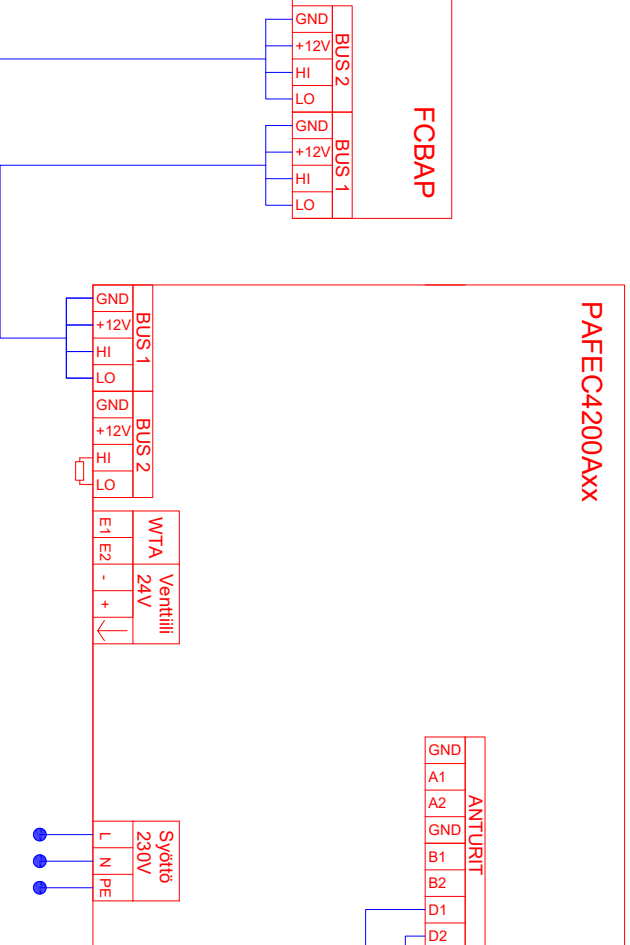 FCBAP
BUS 2
GND
+12V
HI
LO
BUS 1
GND
+12V
HI
LO
PAFEC4200Axx
BUS 1
GND
+12V
HI
LO
BUS 2
GND
+12V
HI
LO
WTA
E1
E2
Venttiili
24V
-
+
Syöttö
230V
L
N
PE
ANTURIT
GND
A1
A2
GND
B1
B2
D1
D2